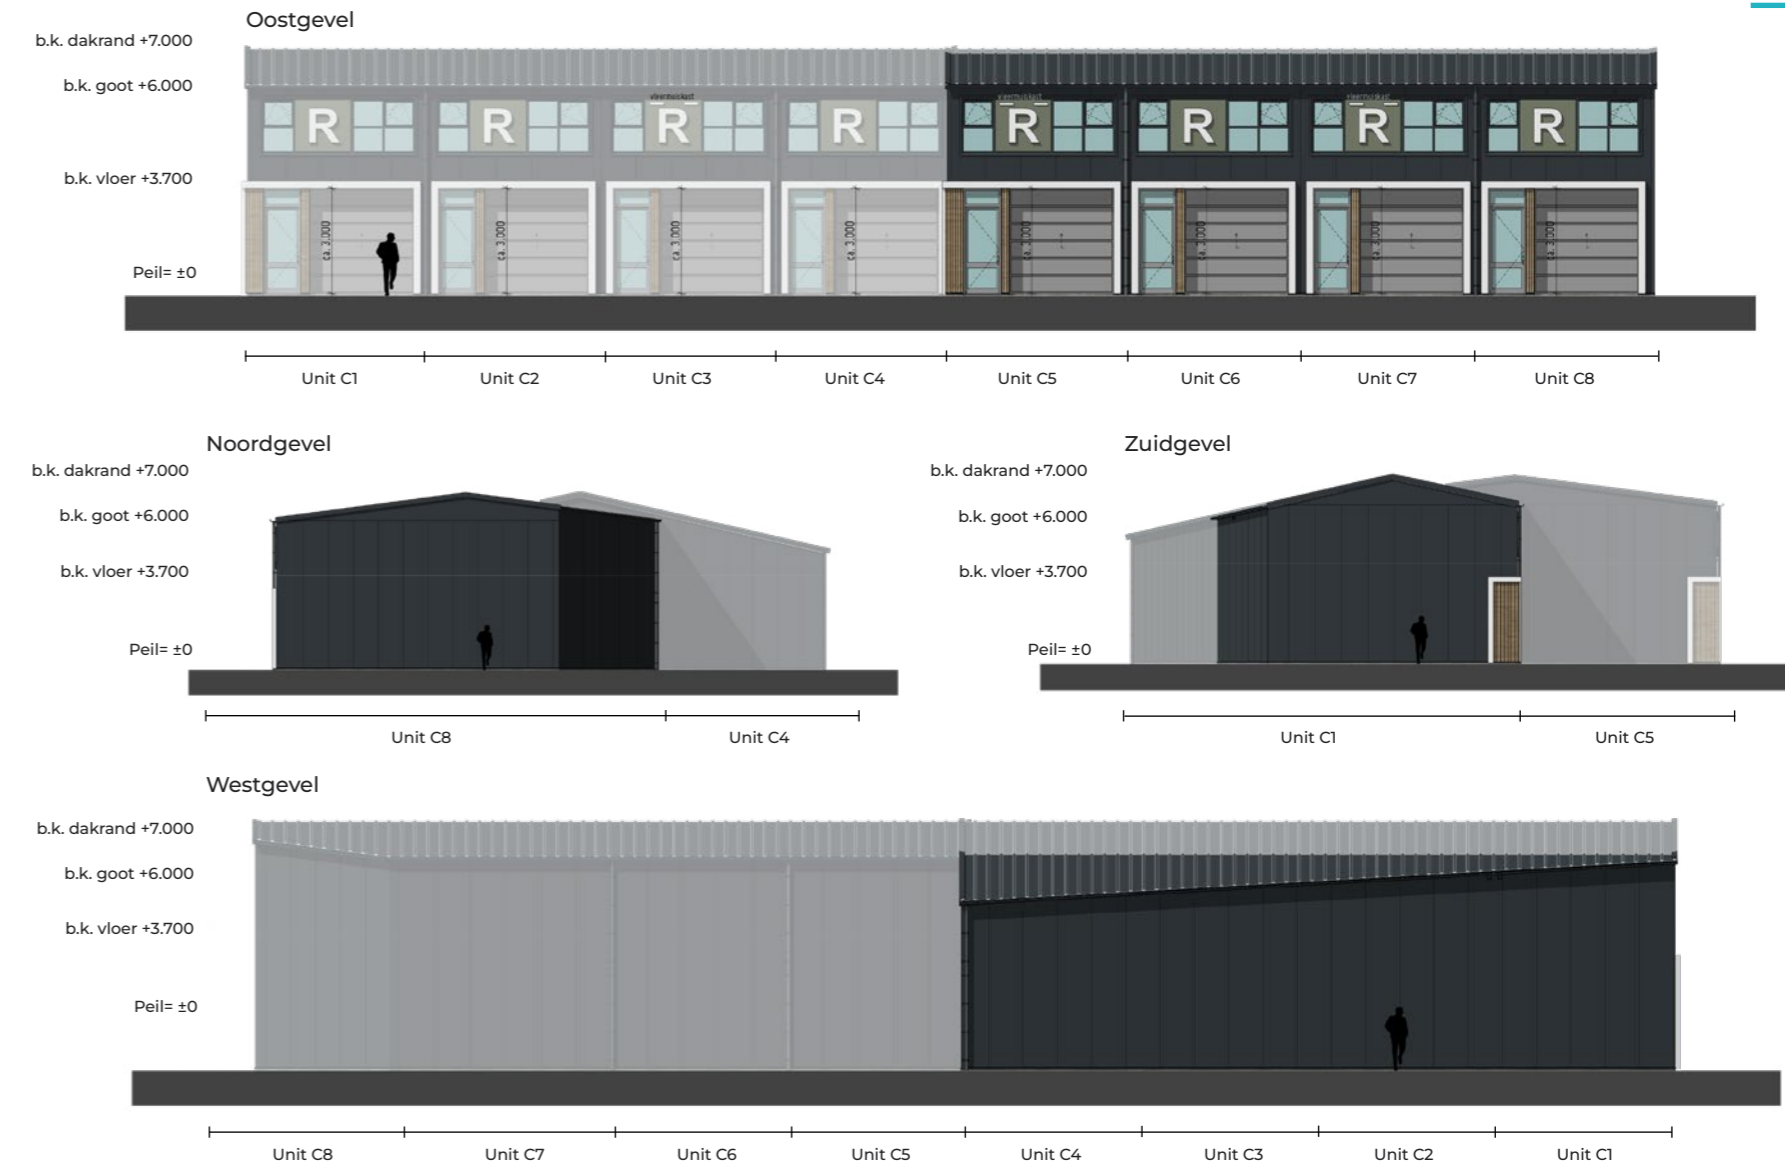 Oostgevel
b.k. dakrand +7.000
b.k. goot +6.000
vleermuiskast vleermuiskast vleermuiskast
R R R R R R R R
b.k. vloer +3.700
ca. 3.000 ca. 3.000 ca. 3.000 ca. 3.000 ca. 3.000 ca. 3.000 ca. 3.000 ca. 3.000
Peil= ±0
Unit C1 Unit C2 Unit C3 Unit C4 Unit C5 Unit C6 Unit C7 Unit C8
Noordgevel
b.k. dakrand +7.000
b.k. goot +6.000
b.k. vloer +3.700
Peil= ±0
Unit C8 Unit C4
Zuidgevel
b.k. dakrand +7.000
b.k. goot +6.000
b.k. vloer +3.700
Peil= ±0
Unit C1 Unit C5
Westgevel
b.k. dakrand +7.000
b.k. goot +6.000
b.k. vloer +3.700
Peil= ±0
Unit C8 Unit C7 Unit C6 Unit C5 Unit C4 Unit C3 Unit C2 Unit C1